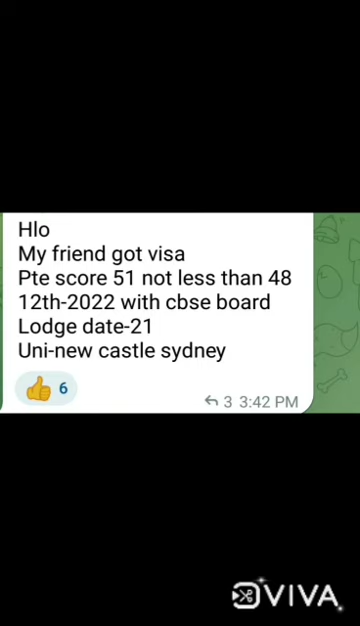 Hlo
My friend got visa
Pte score 51 not less than 48
12th-2022 with cbse board
Lodge date-21
Uni-new castle sydney
👍 6
3 3:42 PM
VIVA